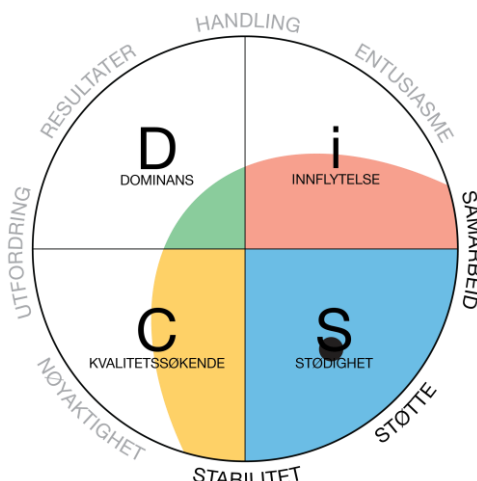 HANDLING
RESULTATER
ENTUSIASME
D
DOMINANS
i
INNFLYTELSE
UTFORDRING
SAMARBEID
C
KVALITETSSØKENDE
S
STØDIGHET
NØYAKTIGHET
STØTTE
STABILITET